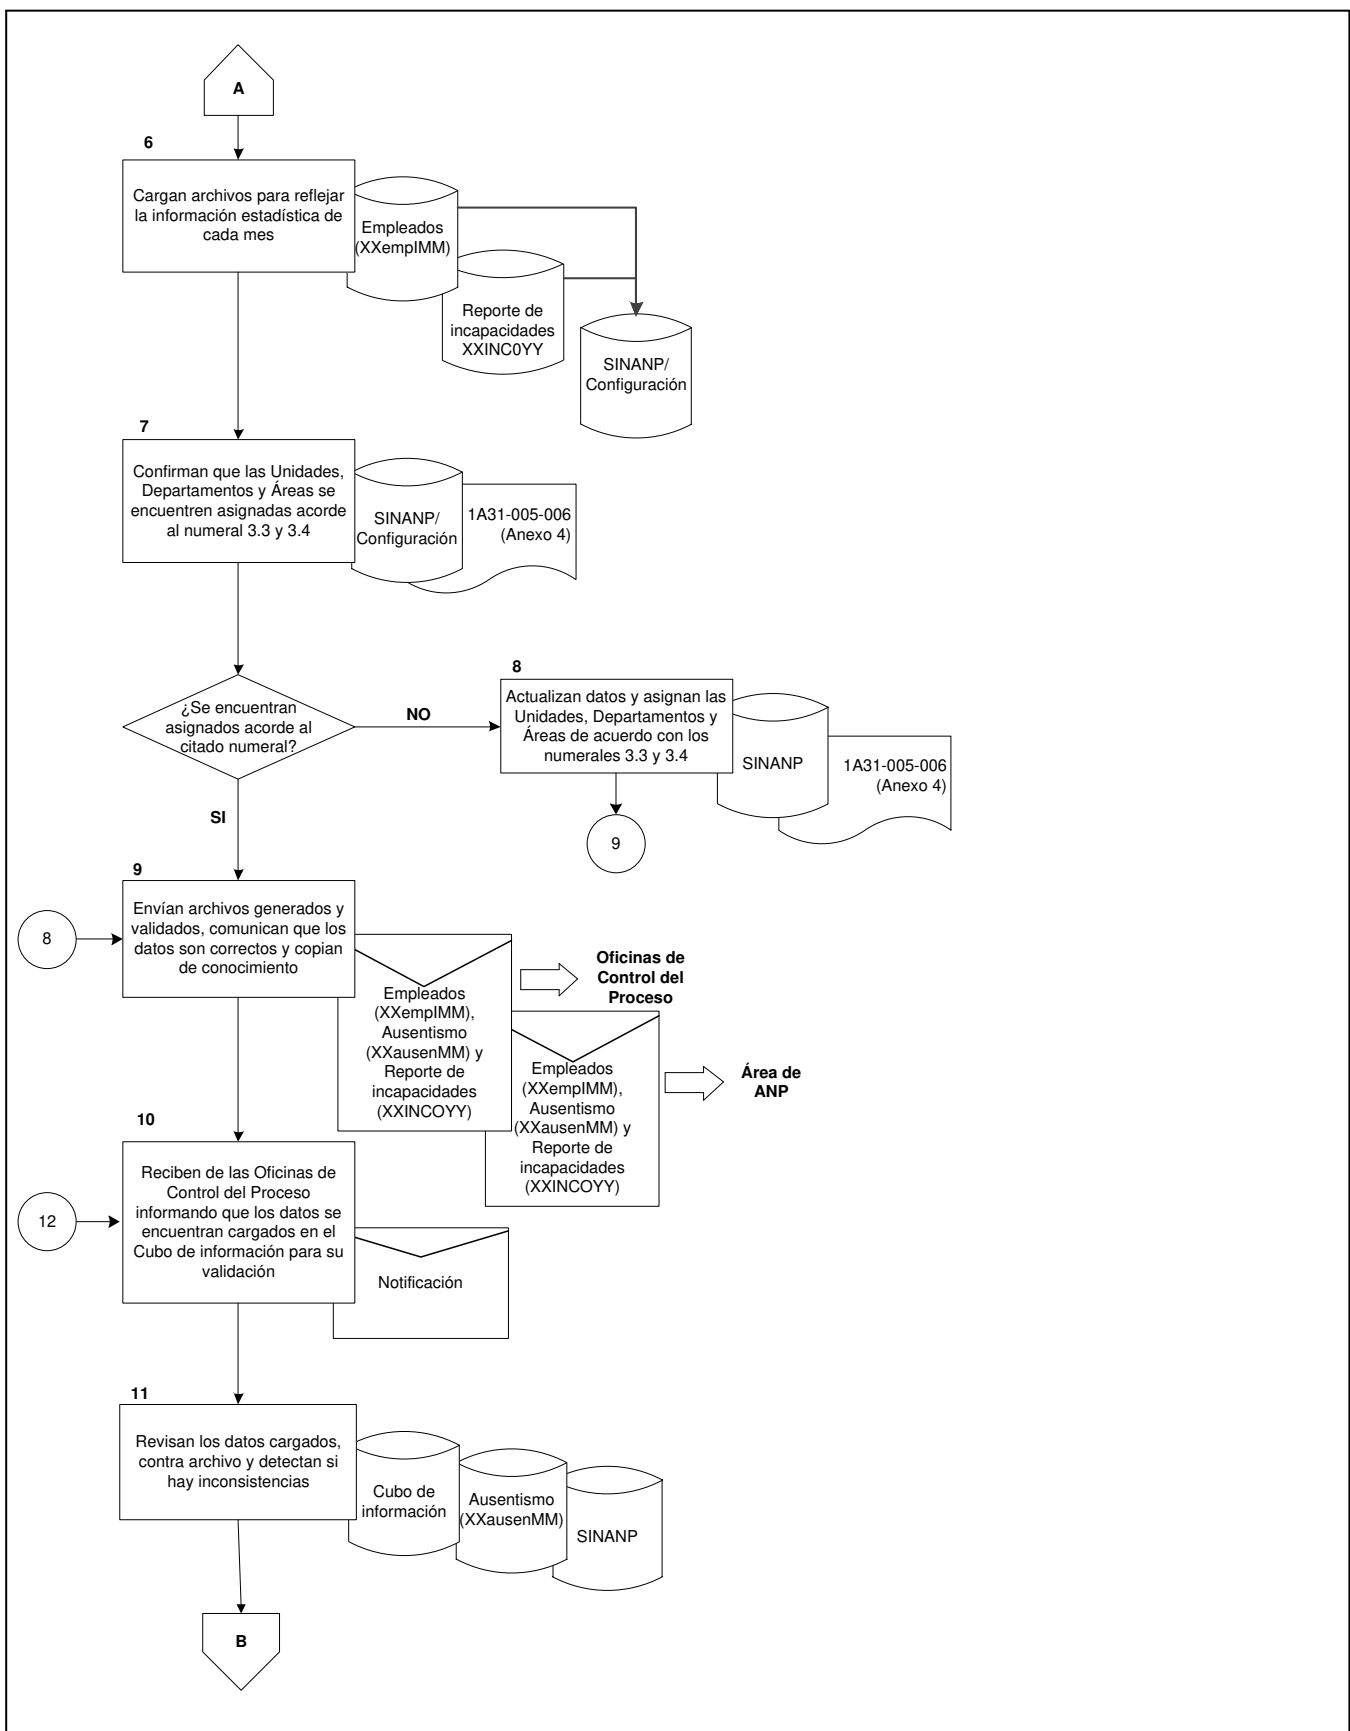 A
6
Cargan archivos para reflejar
la información estadística de
cada mes
Empleados
(XXempIMM)
Reporte de
incapacidades
XXINC0YY
SINANP/
Configuración
7
Confirman que las Unidades,
Departamentos y Áreas se
encuentren asignadas acorde
al numeral 3.3 y 3.4
SINANP/
Configuración
1A31-005-006
(Anexo 4)
¿Se encuentran
asignados acorde al
citado numeral?
NO
8
Actualizan datos y asignan las
Unidades, Departamentos y
Áreas de acuerdo con los
numerales 3.3 y 3.4
SINANP
1A31-005-006
(Anexo 4)
9
SI
9
8
Envían archivos generados y
validados, comunican que los
datos son correctos y copian
de conocimiento
Empleados
(XXempIMM),
Ausentismo
(XXausenMM) y
Reporte de
incapacidades
(XXINCOYY)
Oficinas de
Control del
Proceso
Empleados
(XXempIMM),
Ausentismo
(XXausenMM) y
Reporte de
incapacidades
(XXINCOYY)
Área de
ANP
10
12
Reciben de las Oficinas de
Control del Proceso
informando que los datos se
encuentran cargados en el
Cubo de información para su
validación
Notificación
11
Revisan los datos cargados,
contra archivo y detectan si
hay inconsistencias
Cubo de
información
Ausentismo
(XXausenMM)
SINANP
B